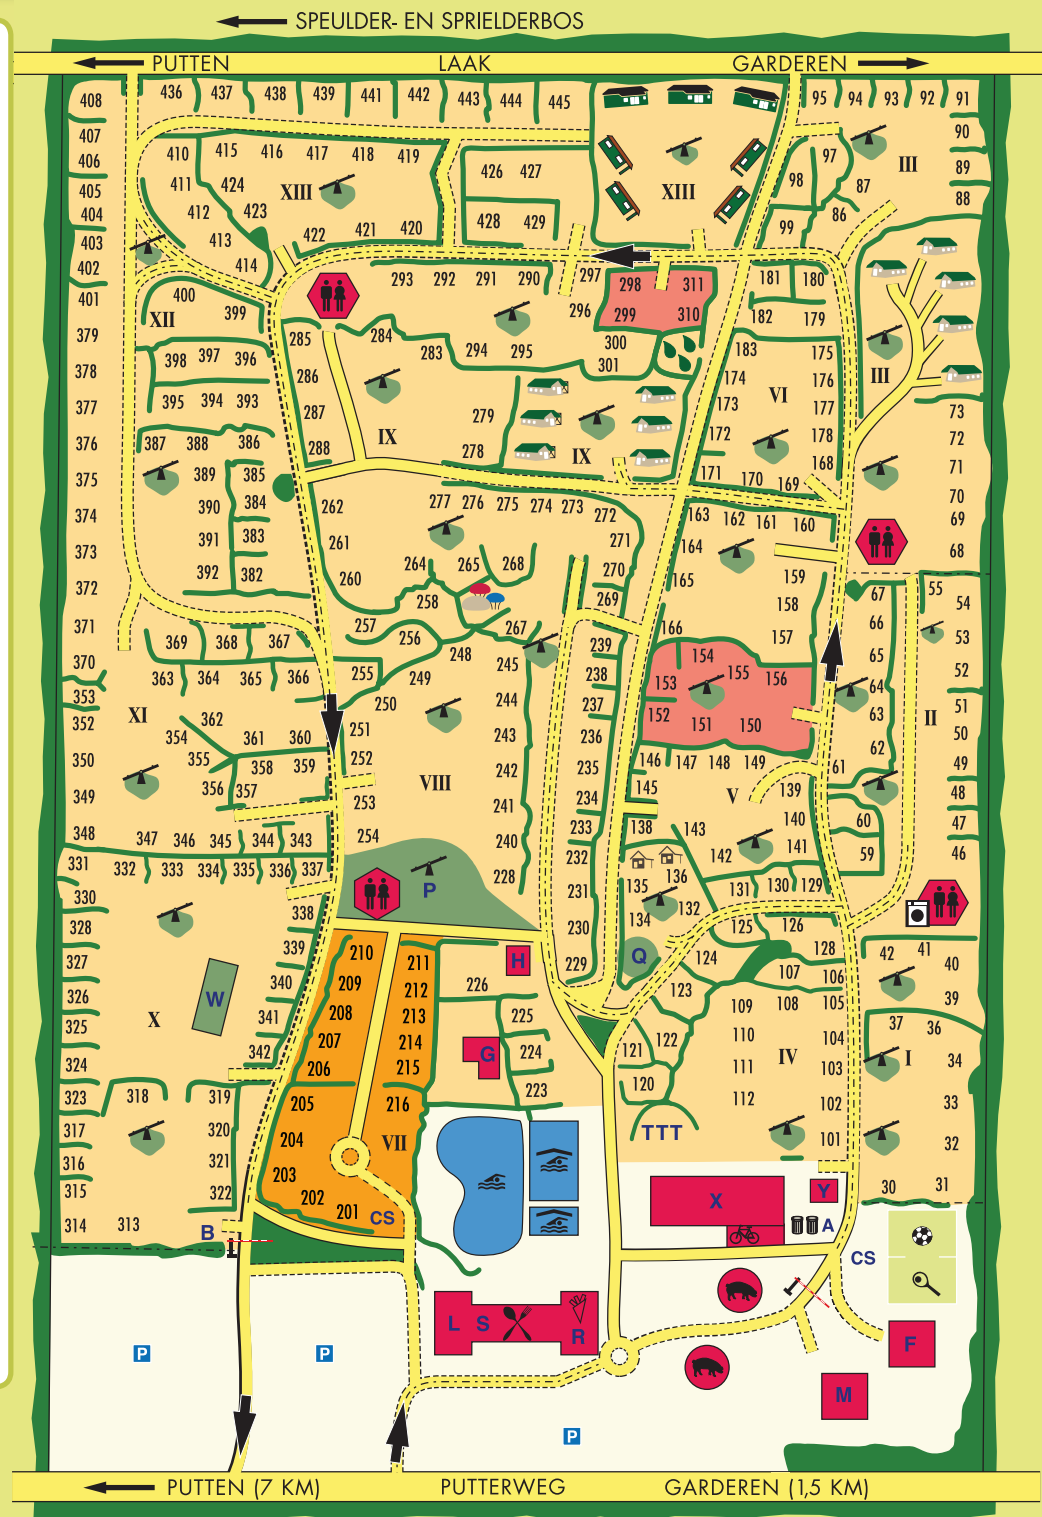 SPEULDER- EN SPRIELDERBOS
PUTTEN LAAK GARDEREN
408 436 437 438 439 441 442 443 444 445 95 94 93 92 91
407 90
406 410 415 416 417 418 419 426 427 XIII 97 III 89
405 411 424 XIII 98 87 88
404 412 423 428 429 99 86
403 413 422 421 420
402 414 293 292 291 290 297 298 311 181 180
401 400 399 296 299 310 182 179
XII
379 285 284 283 294 295 300 301 183 175
378 398 397 396 286 174 VI 176 III
377 395 394 393 287 279 173 177 73
376 387 388 386 288 IX 278 IX 172 178 72
375 389 385 171 170 169 168 71
374 390 384 262 277 276 275 274 273 272 163 162 161 160 70
69
373 391 383 261 271 164 68
372 392 382 260 264 265 268 270 165 159 67 55
258 269 158 54
371 369 368 367 257 256 267 166 157 66 53
370 363 364 365 366 255 248 245 239 154 65 52
353 249 238 153 155 156 64 51
352 XI 362 250 244 237 152 151 150 63 II 50
354 361 360 251 243 236
350 355 358 359 252 VIII 242 235 146 147 148 149 61 62 49
349 356 357 253 241 234 145 V 139 48
348 347 346 345 344 343 254 240 233 138 143 140 60 47
331 332 333 334 335 336 337 228 232 142 141 59 46
330 P 231 135 136 131 130 129
328 338 230 134 132 125 126
327 339 210 211 H 229 Q 124 128 42 41 40
326 W 340 209 212 226 123 107 106 39
325 X 341 208 213 225 109 108 105 37 36
324 342 207 214 G 224 121 122 110 IV 104 I 34
206 215 111 103
323 318 319 205 216 223 120 112 102 33
317 320 204 VII TTT 101 32
316 321 203
315 322 202 X Y 30 31
314 313 B 201 CS A
CS
L S R F
P P M
P
PUTTEN (7 KM) PUTTERWEG GARDEREN (1,5 KM)